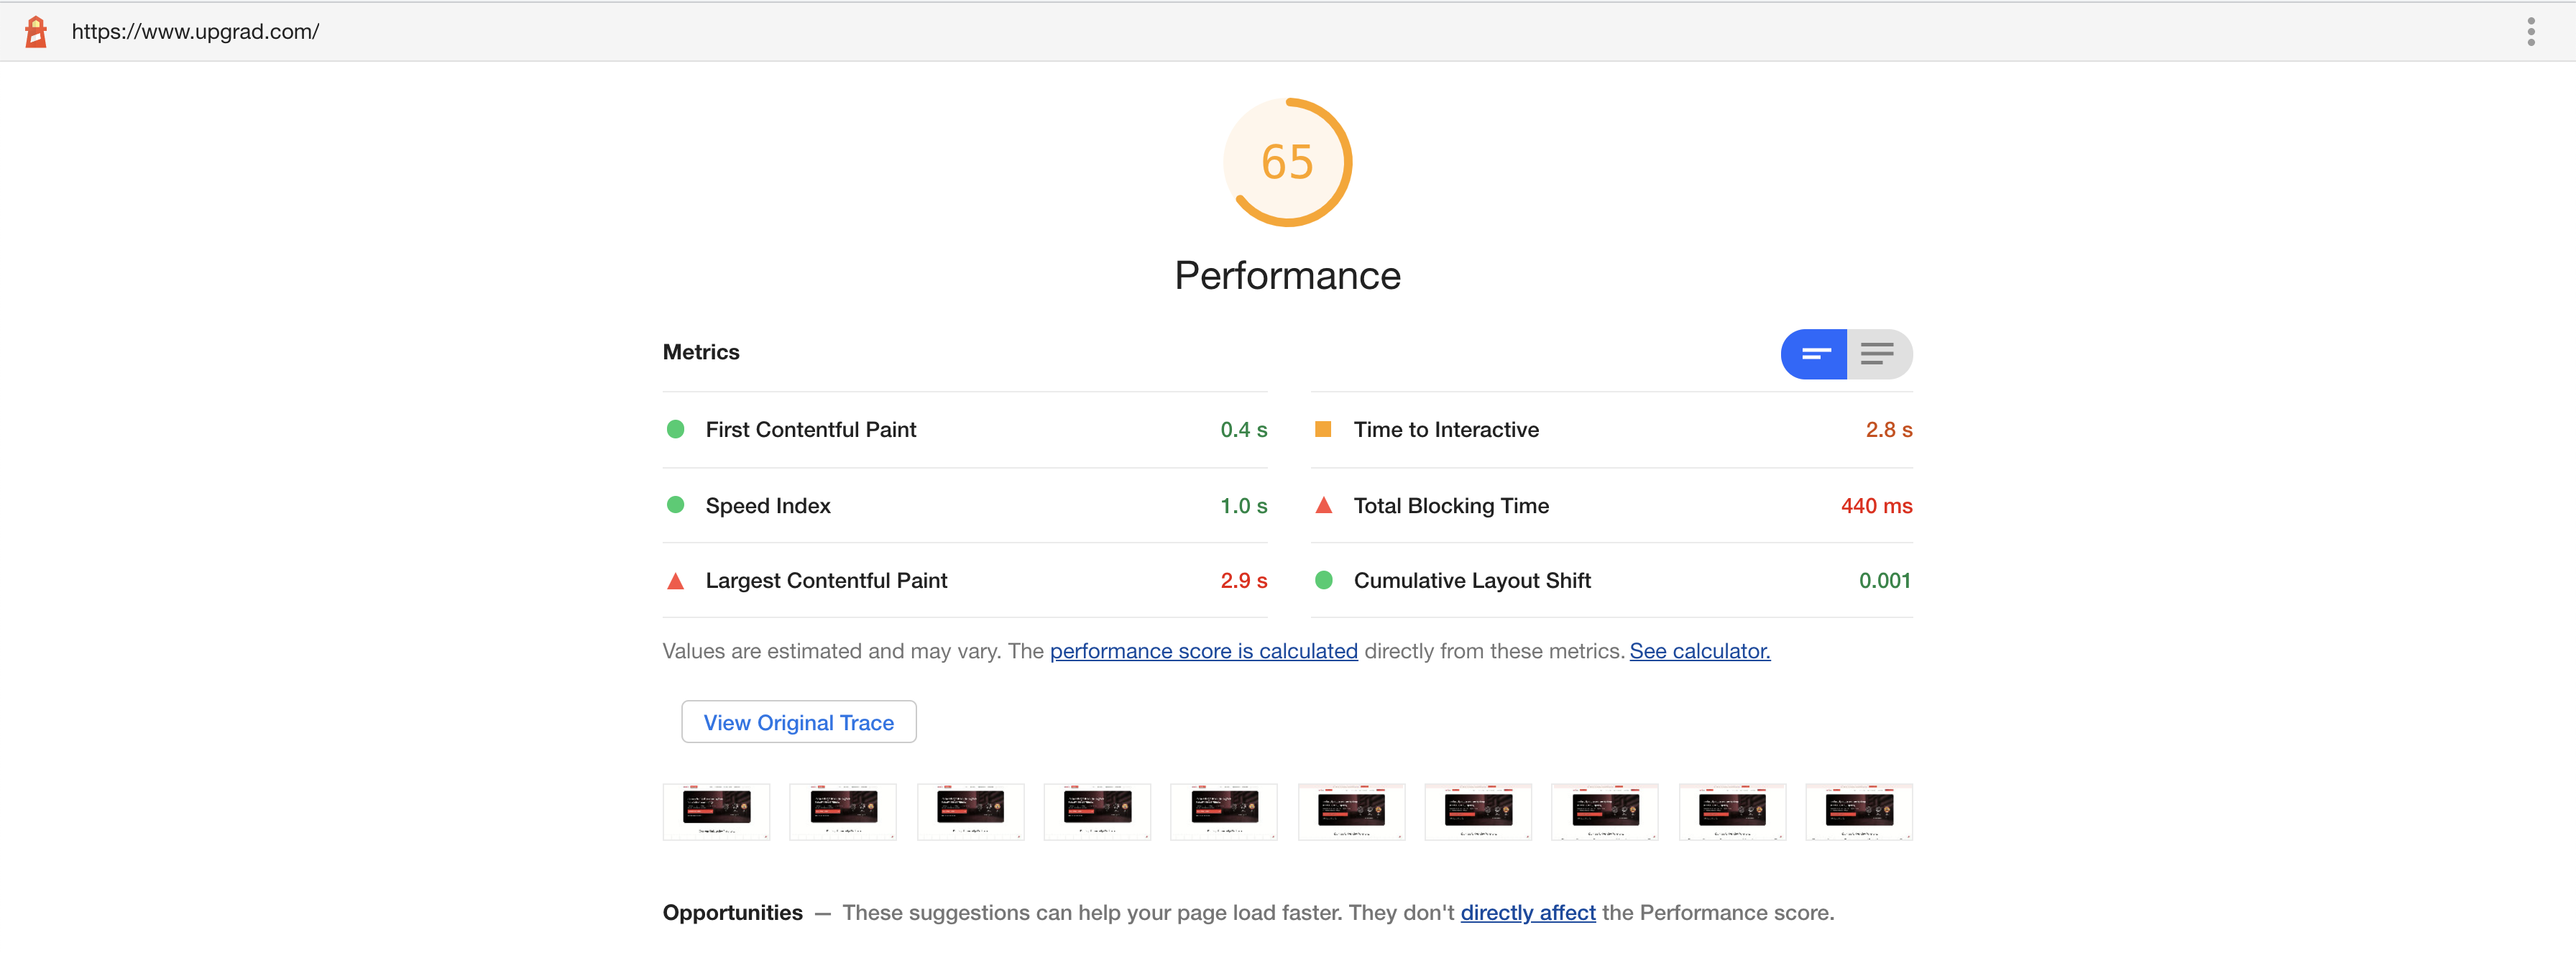 https://www.upgrad.com/
65
Performance
Metrics
First Contentful Paint 0.4 s
Time to Interactive 2.8 s
Speed Index 1.0 s
Total Blocking Time 440 ms
Largest Contentful Paint 2.9 s
Cumulative Layout Shift 0.001
Values are estimated and may vary. The performance score is calculated directly from these metrics. See calculator.
View Original Trace
Opportunities — These suggestions can help your page load faster. They don't directly affect the Performance score.